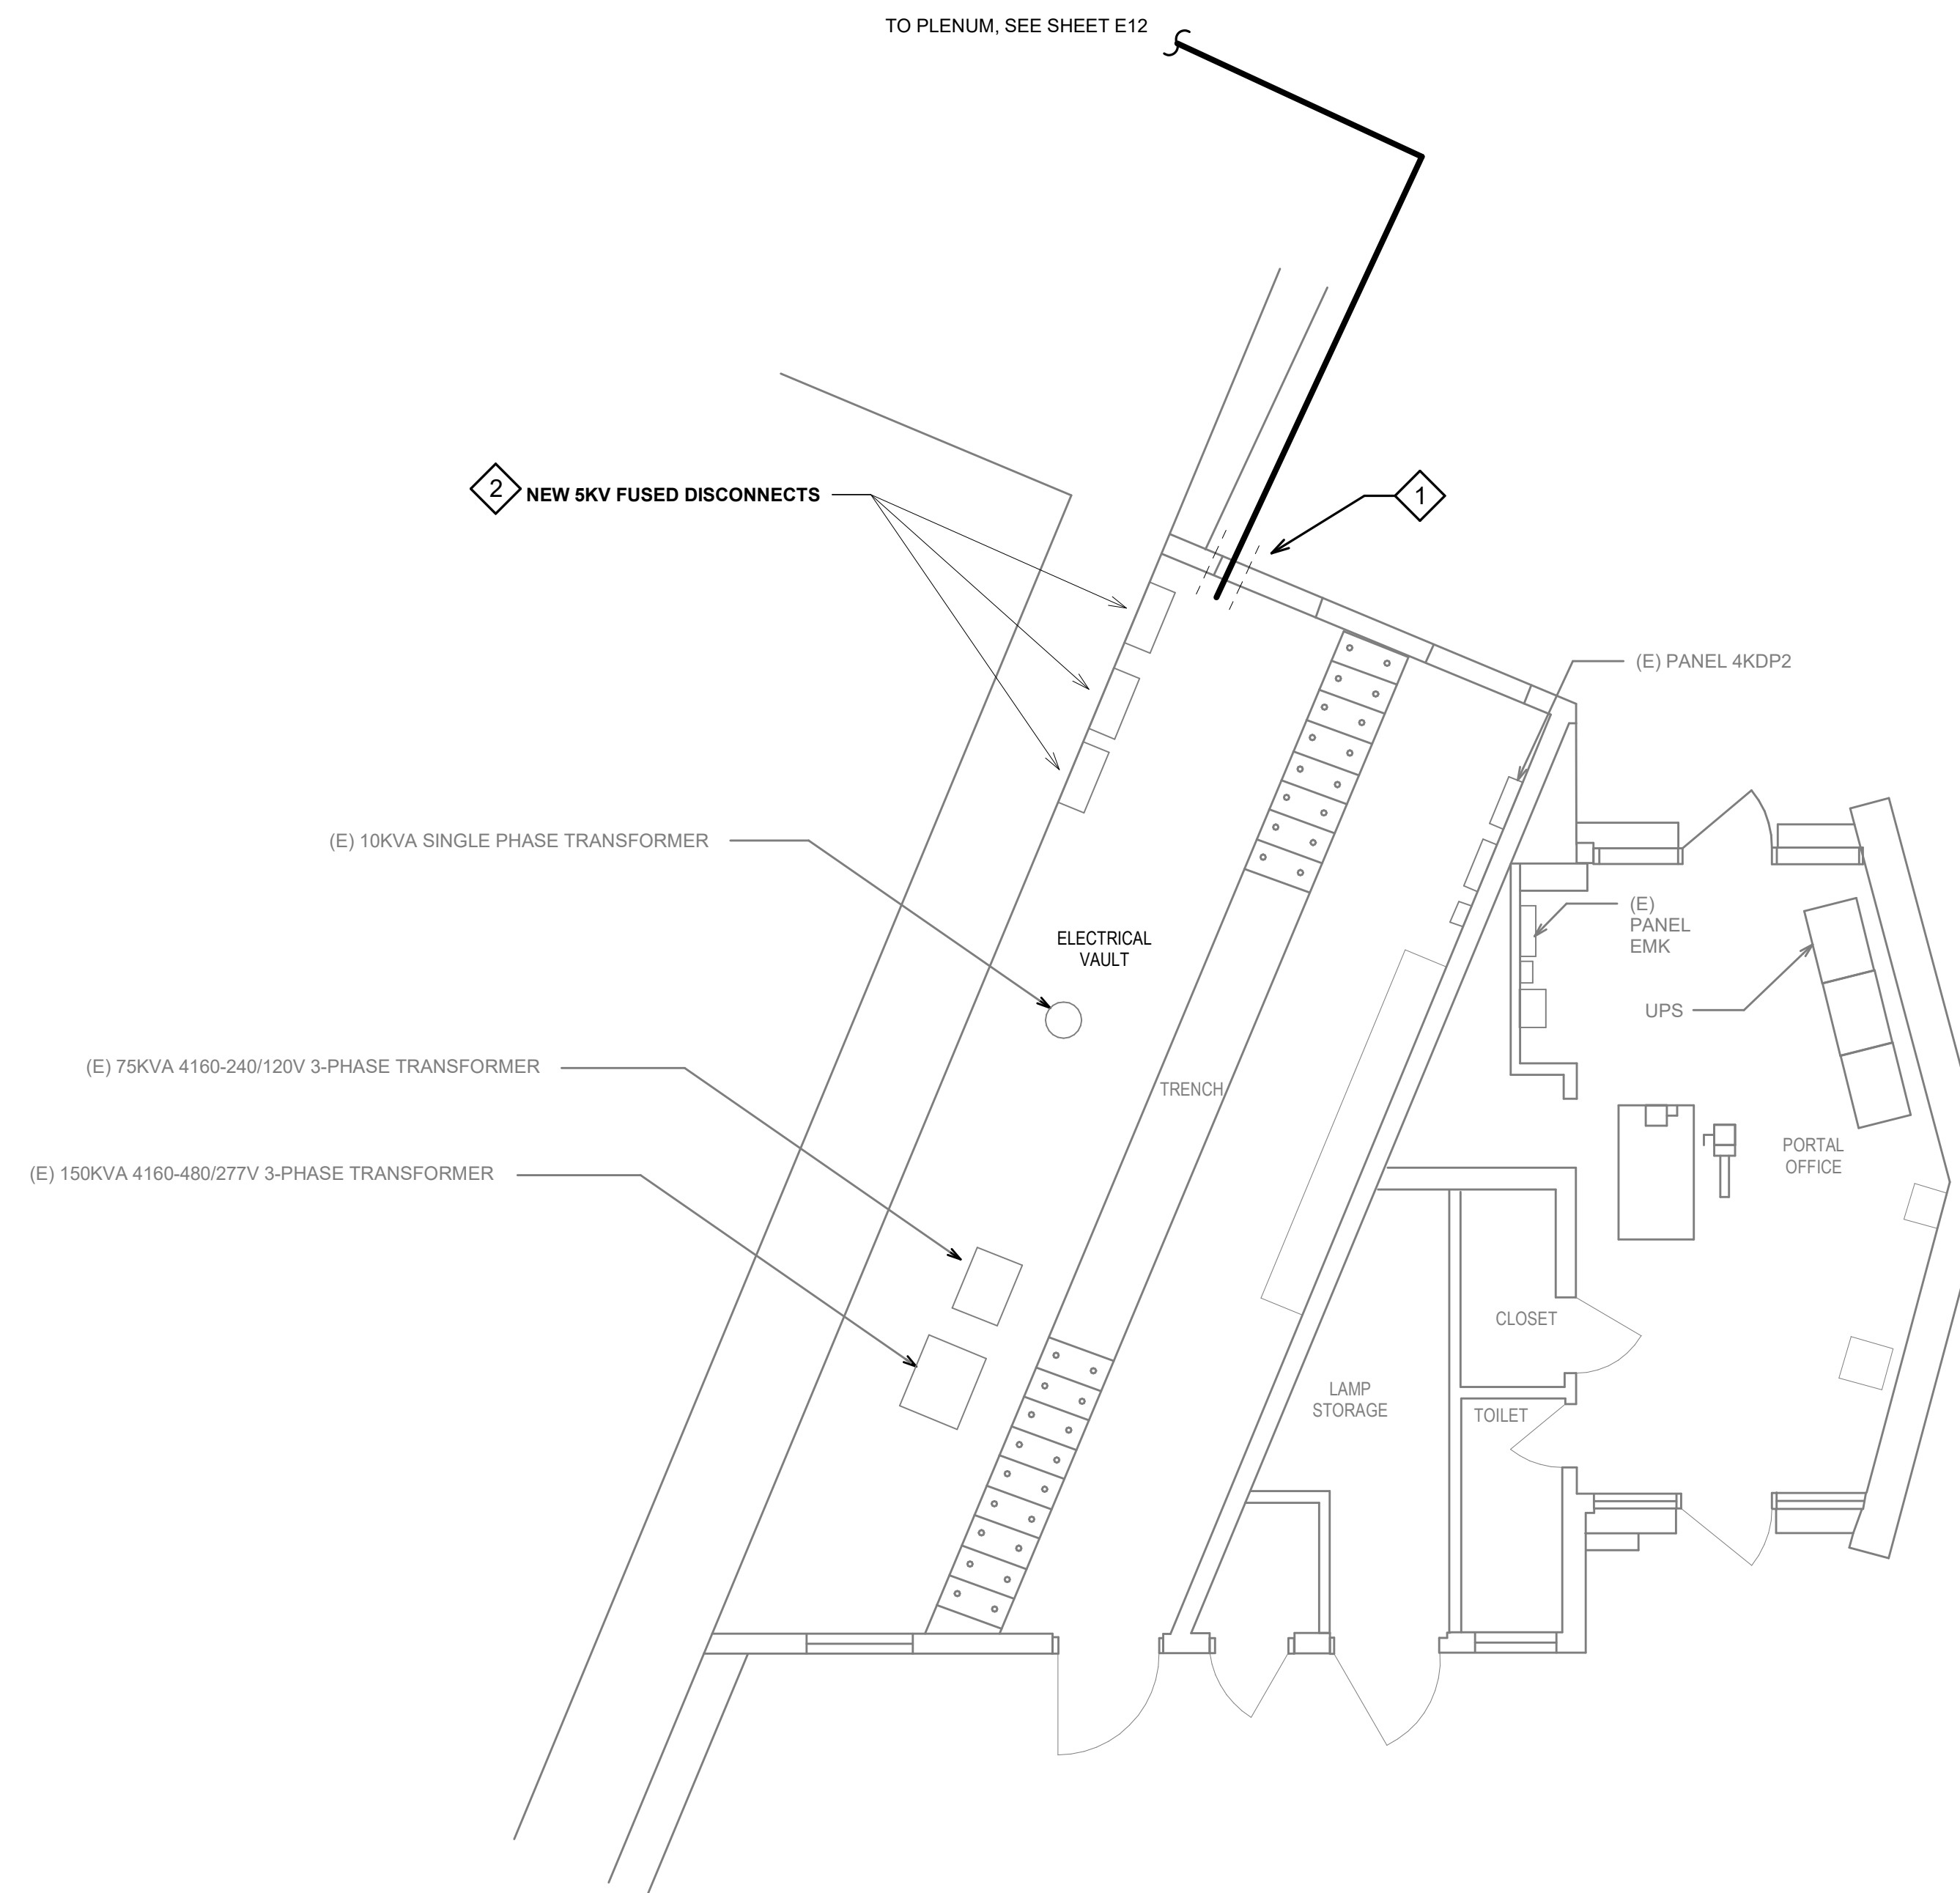 TO PLENUM, SEE SHEET E12
2
NEW 5KV FUSED DISCONNECTS
1
(E) PANEL 4KDP2
(E) 10KVA SINGLE PHASE TRANSFORMER
(E)
PANEL
EMK
ELECTRICAL
VAULT
UPS
(E) 75KVA 4160-240/120V 3-PHASE TRANSFORMER
TRENCH
PORTAL
OFFICE
(E) 150KVA 4160-480/277V 3-PHASE TRANSFORMER
CLOSET
LAMP
STORAGE
TOILET